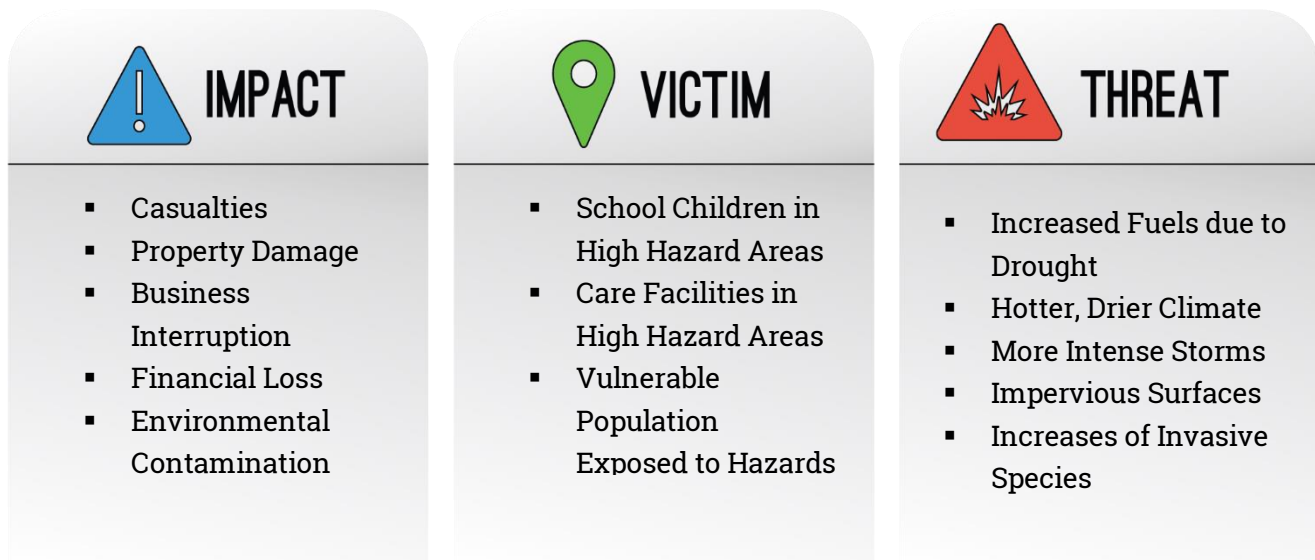 IMPACT
▪ Casualties
▪ Property Damage
▪ Business
Interruption
▪ Financial Loss
▪ Environmental
Contamination
VICTIM
▪ School Children in
High Hazard Areas
▪ Care Facilities in
High Hazard Areas
▪ Vulnerable
Population
Exposed to Hazards
THREAT
▪ Increased Fuels due to
Drought
▪ Hotter, Drier Climate
▪ More Intense Storms
▪ Impervious Surfaces
▪ Increases of Invasive
Species